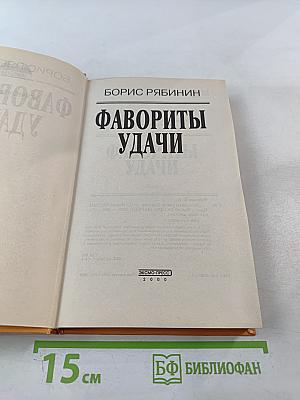 БОРИС РЯБИНИН
ФАВОРИТЫ
УДАЧИ
ЭКСМО-ПРЕСС
2000
15 см
БФ БИБЛИОФАН